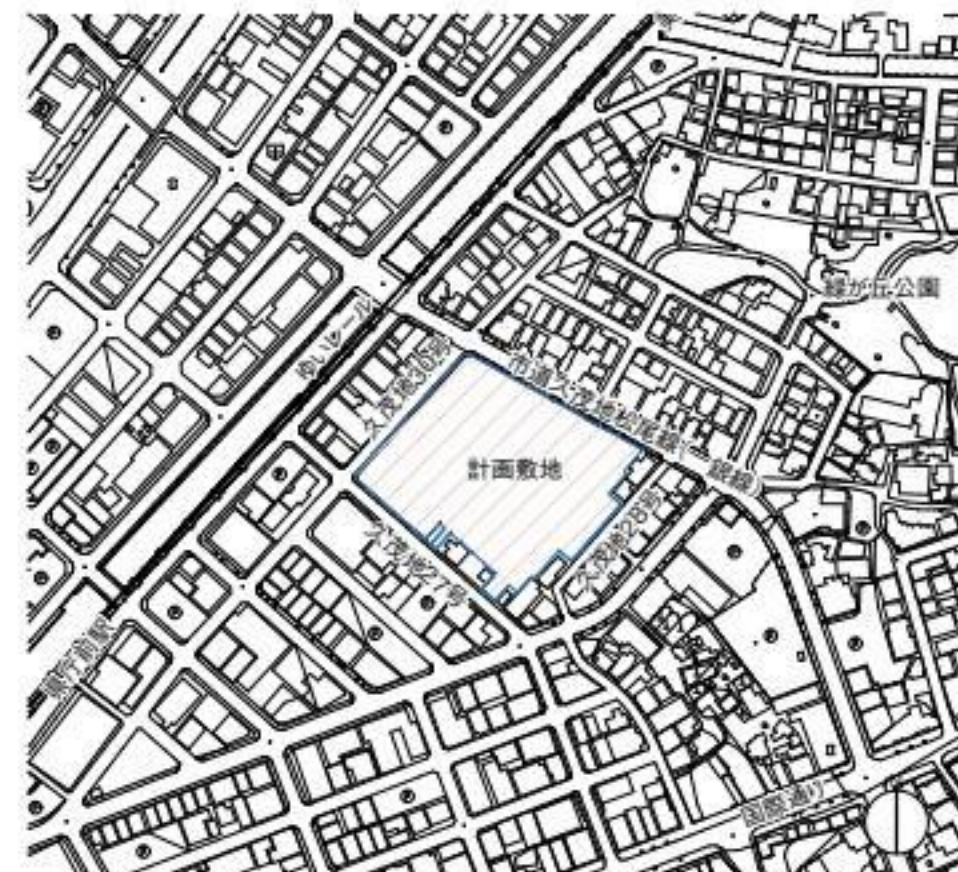 緑が丘公園
ゆいレール
久茂地30号
市道久茂地松尾線(一銀線)
計画敷地
久茂地28号
久茂地27号
県庁前駅
国際通り